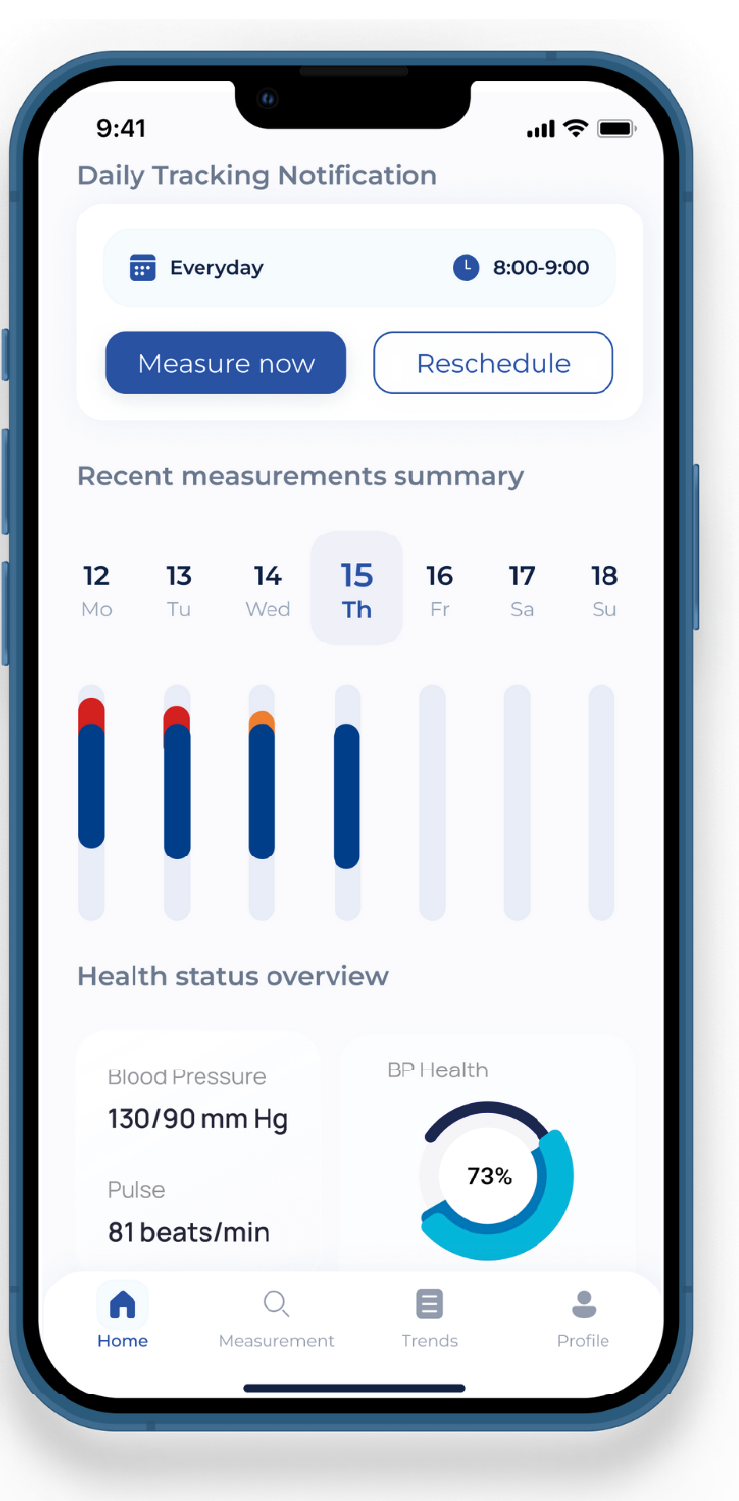 9:41
Daily Tracking Notification
Everyday 8:00-9:00
Measure now Reschedule
Recent measurements summary
12 13 14 15 16 17 18
Mo Tu Wed Th Fr Sa Su
Health status overview
Blood Pressure BP Health
130/90 mm Hg
73%
Pulse
81 beats/min
Home Measurement Trends Profile